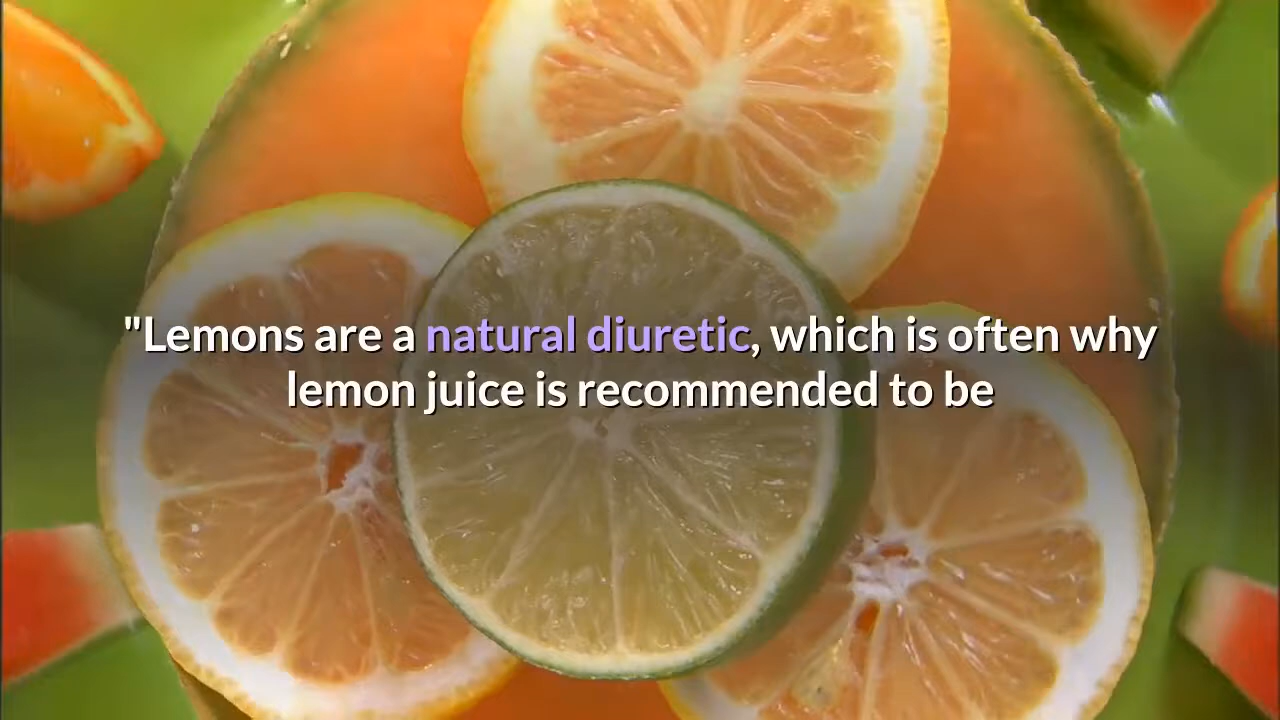 "Lemons are a natural diuretic, which is often why
lemon juice is recommended to be